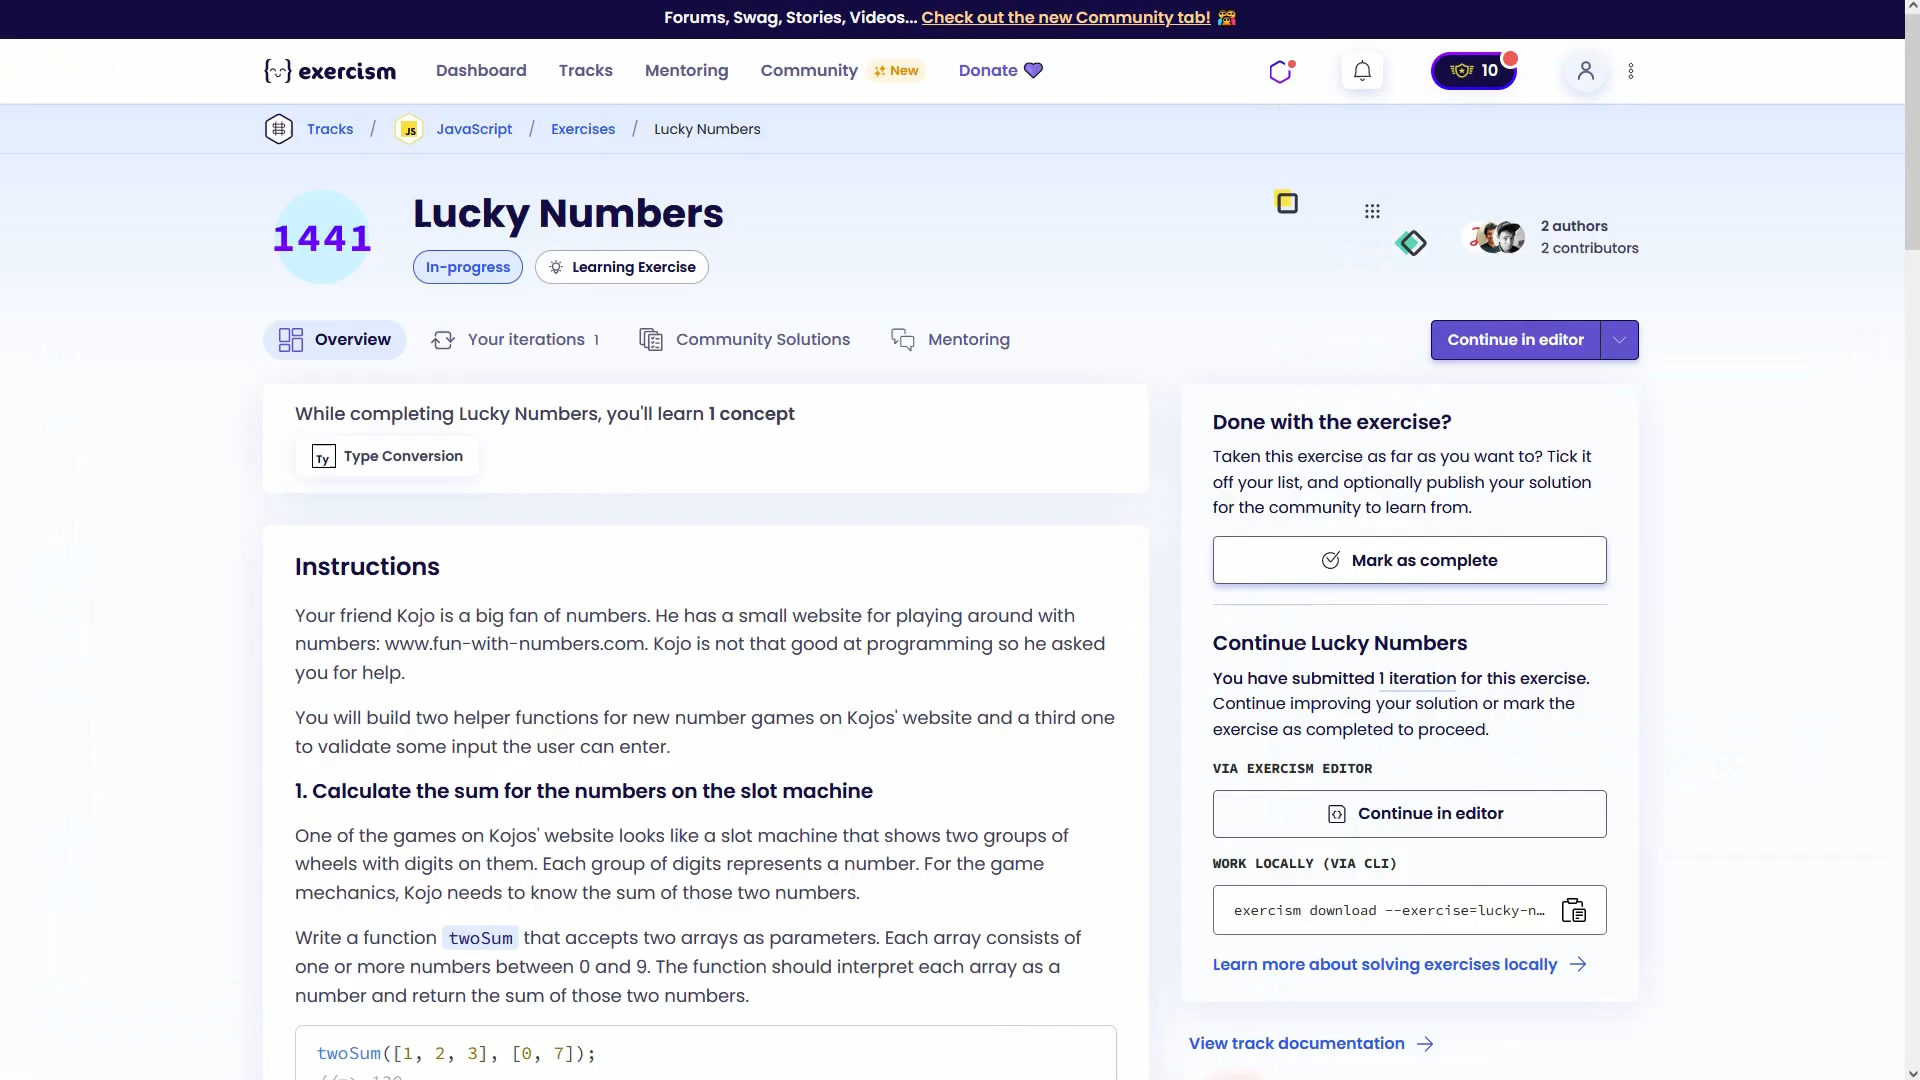 Forums, Swag, Stories, Videos... Check out the new Community tab!
exercism Dashboard Tracks Mentoring Community New Donate 10
Tracks / JS JavaScript / Exercises / Lucky Numbers
1441
Lucky Numbers
In-progress Learning Exercise
2 authors
2 contributors
Overview Your iterations 1 Community Solutions Mentoring Continue in editor
While completing Lucky Numbers, you'll learn 1 concept
Ty Type Conversion
Instructions
Your friend Kojo is a big fan of numbers. He has a small website for playing around with
numbers: www.fun-with-numbers.com. Kojo is not that good at programming so he asked
you for help.
You will build two helper functions for new number games on Kojos' website and a third one
to validate some input the user can enter.
1. Calculate the sum for the numbers on the slot machine
One of the games on Kojos' website looks like a slot machine that shows two groups of
wheels with digits on them. Each group of digits represents a number. For the game
mechanics, Kojo needs to know the sum of those two numbers.
Write a function twoSum that accepts two arrays as parameters. Each array consists of
one or more numbers between 0 and 9. The function should interpret each array as a
number and return the sum of those two numbers.
twoSum([1, 2, 3], [0, 7]);
Done with the exercise?
Taken this exercise as far as you want to? Tick it
off your list, and optionally publish your solution
for the community to learn from.
Mark as complete
Continue Lucky Numbers
You have submitted 1 iteration for this exercise.
Continue improving your solution or mark the
exercise as completed to proceed.
VIA EXERCISM EDITOR
Continue in editor
WORK LOCALLY (VIA CLI)
exercism download --exercise=lucky-n…
Learn more about solving exercises locally
View track documentation